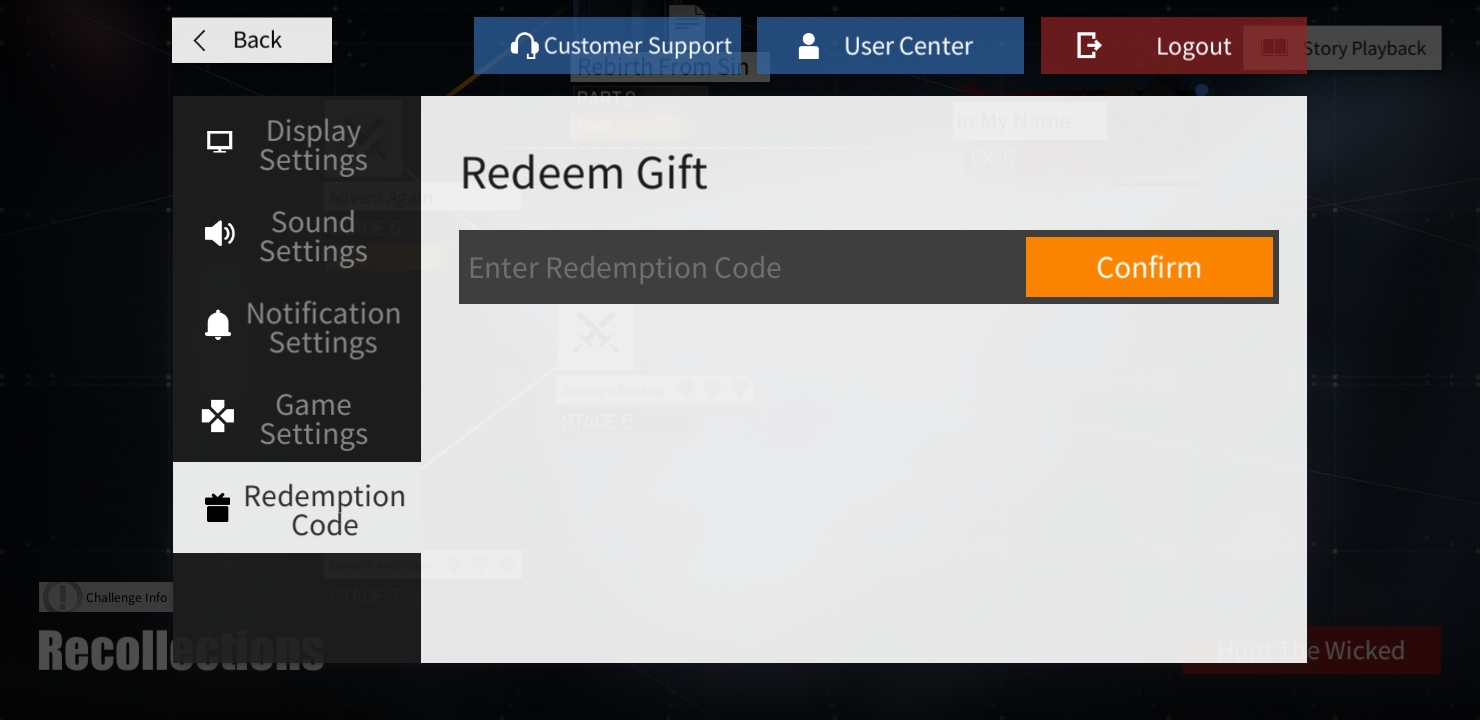 Back
Customer Support
User Center
Logout
Story Playback
Rebirth From Sin
PART.2
In My Name
EX-5
Display
Settings
Redeem Gift
Advent Again
STAGE 5
Sound
Settings
Enter Redemption Code
Confirm
Notification
Settings
Journey's Blessing
STAGE 6
Game
Settings
Redemption
Code
STAGE 7
Challenge Info
Recollections
Hunt The Wicked